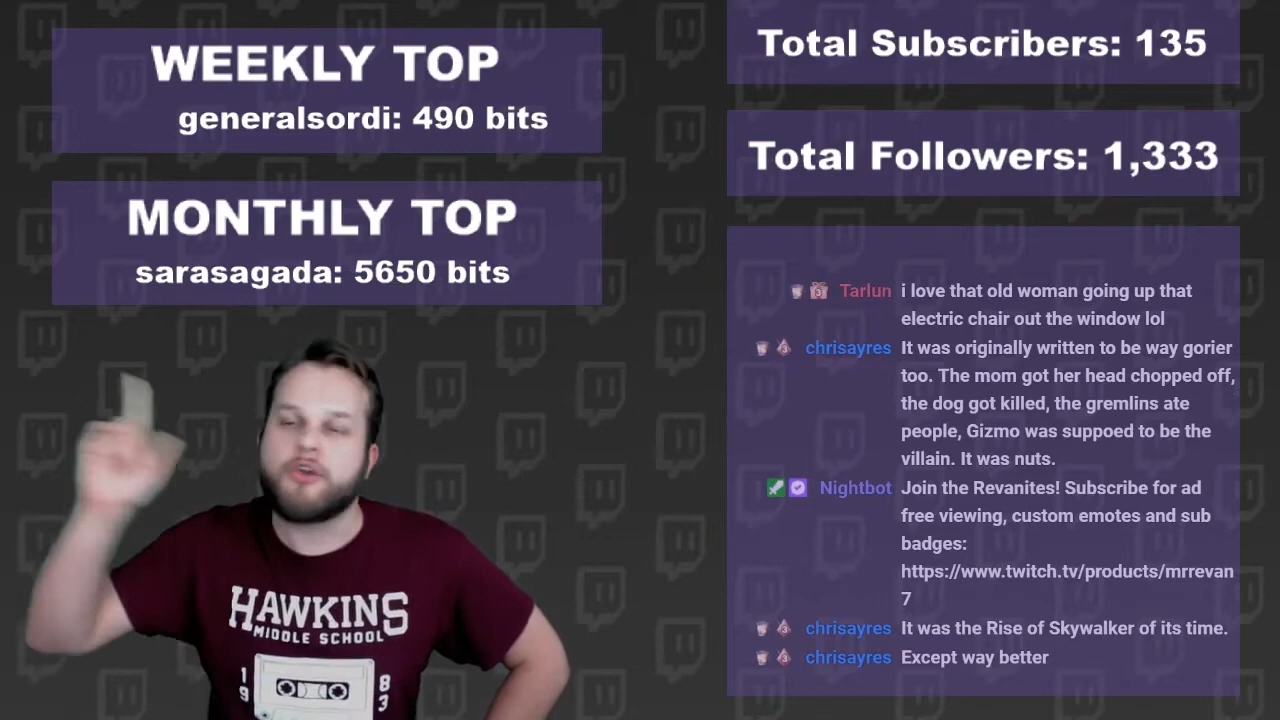 WEEKLY TOP
generalsordi: 490 bits
MONTHLY TOP
sarasagada: 5650 bits
Total Subscribers: 135
Total Followers: 1,333
Tarlun i love that old woman going up that
electric chair out the window lol
chrisayres It was originally written to be way gorier
too. The mom got her head chopped off,
the dog got killed, the gremlins ate
people, Gizmo was suppoed to be the
villain. It was nuts.
Nightbot Join the Revanites! Subscribe for ad
free viewing, custom emotes and sub
badges:
https://www.twitch.tv/products/mrrevan
7
chrisayres It was the Rise of Skywalker of its time.
chrisayres Except way better
HAWKINS
MIDDLE SCHOOL
19 83